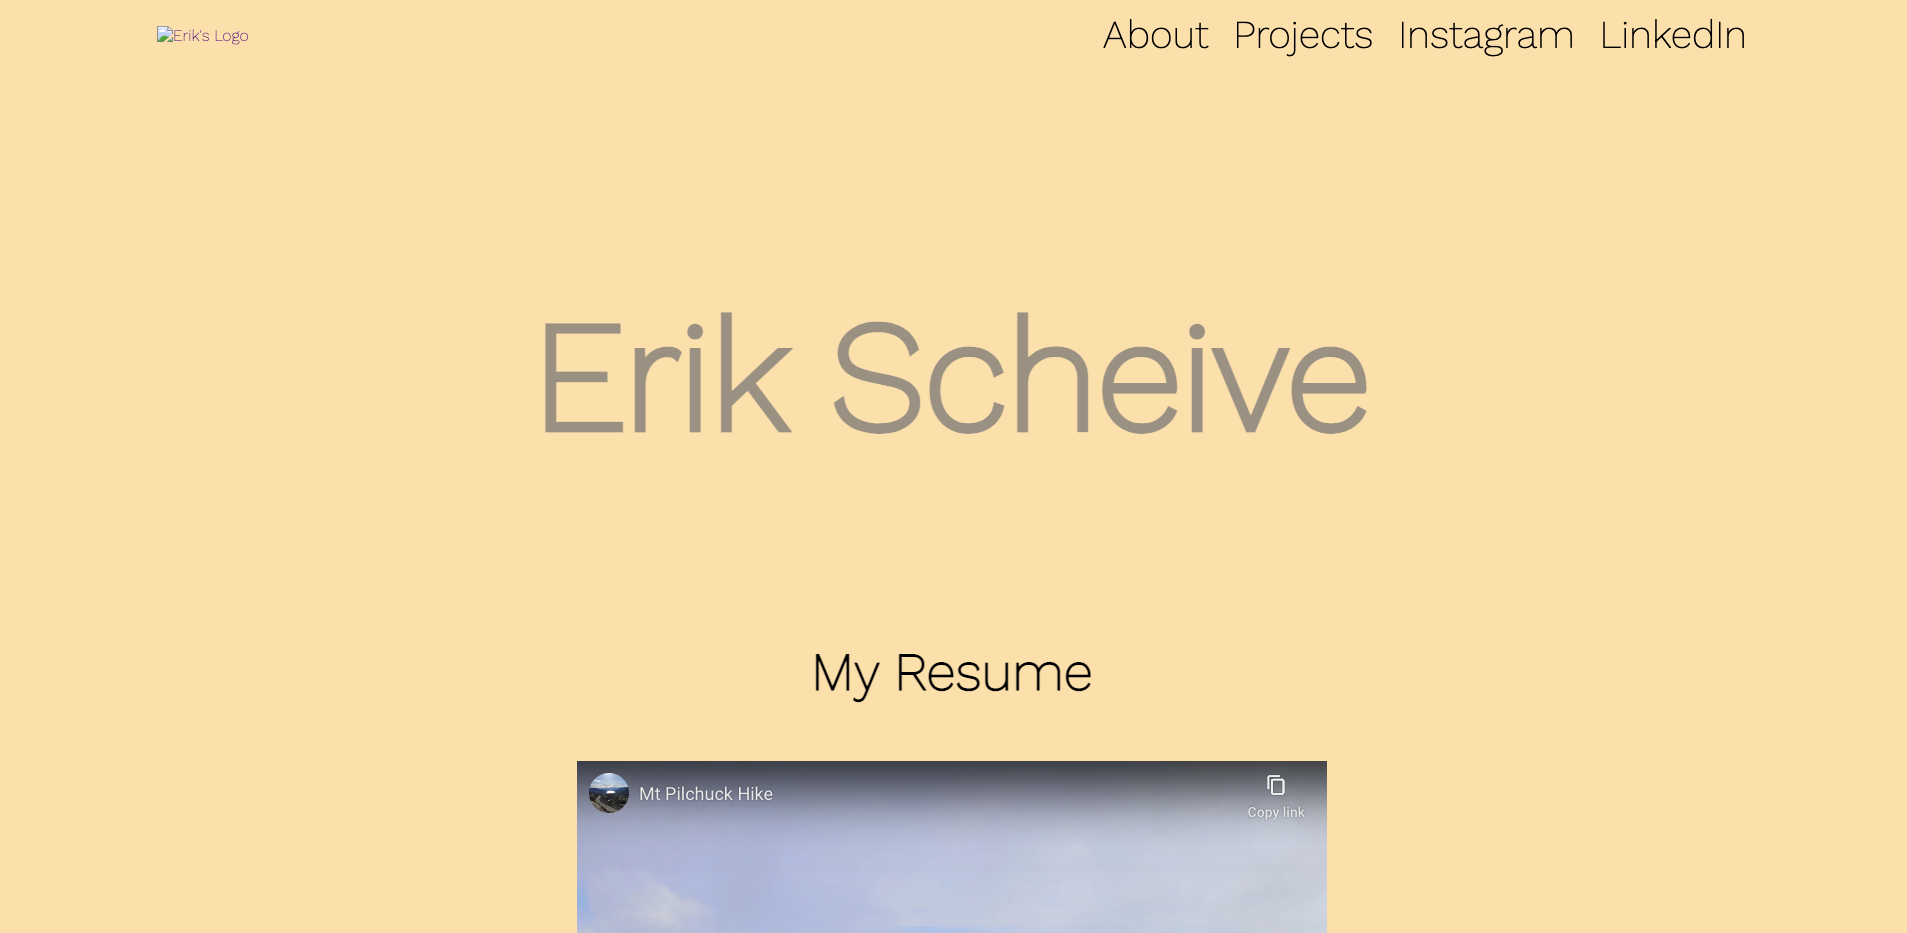 Erik's Logo
About Projects Instagram LinkedIn
Erik Scheive
My Resume
Mt Pilchuck Hike
Copy link